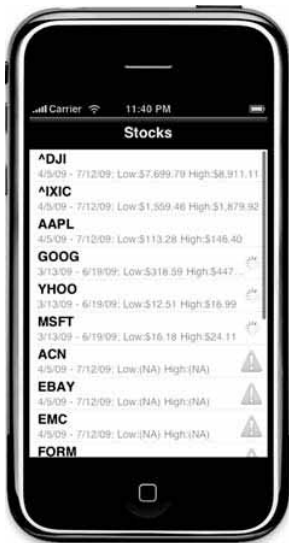 Carrier 11:40 PM
Stocks
^DJI
4/5/09 - 7/12/09: Low:$7,699.79 High:$8,911.11
^IXIC
4/5/09 - 7/12/09: Low:$1,559.46 High:$1,879.92
AAPL
4/5/09 - 7/12/09: Low:$113.28 High:$146.40
GOOG
3/13/09 - 6/19/09: Low:$318.59 High:$447...
YHOO
3/13/09 - 6/19/09: Low:$12.51 High:$16.99
MSFT
3/13/09 - 6/19/09: Low:$16.18 High:$24.11
ACN
4/5/09 - 7/12/09: Low:(NA) High:(NA)
EBAY
4/5/09 - 7/12/09: Low:(NA) High:(NA)
EMC
4/5/09 - 7/12/09: Low:(NA) High:(NA)
FORM